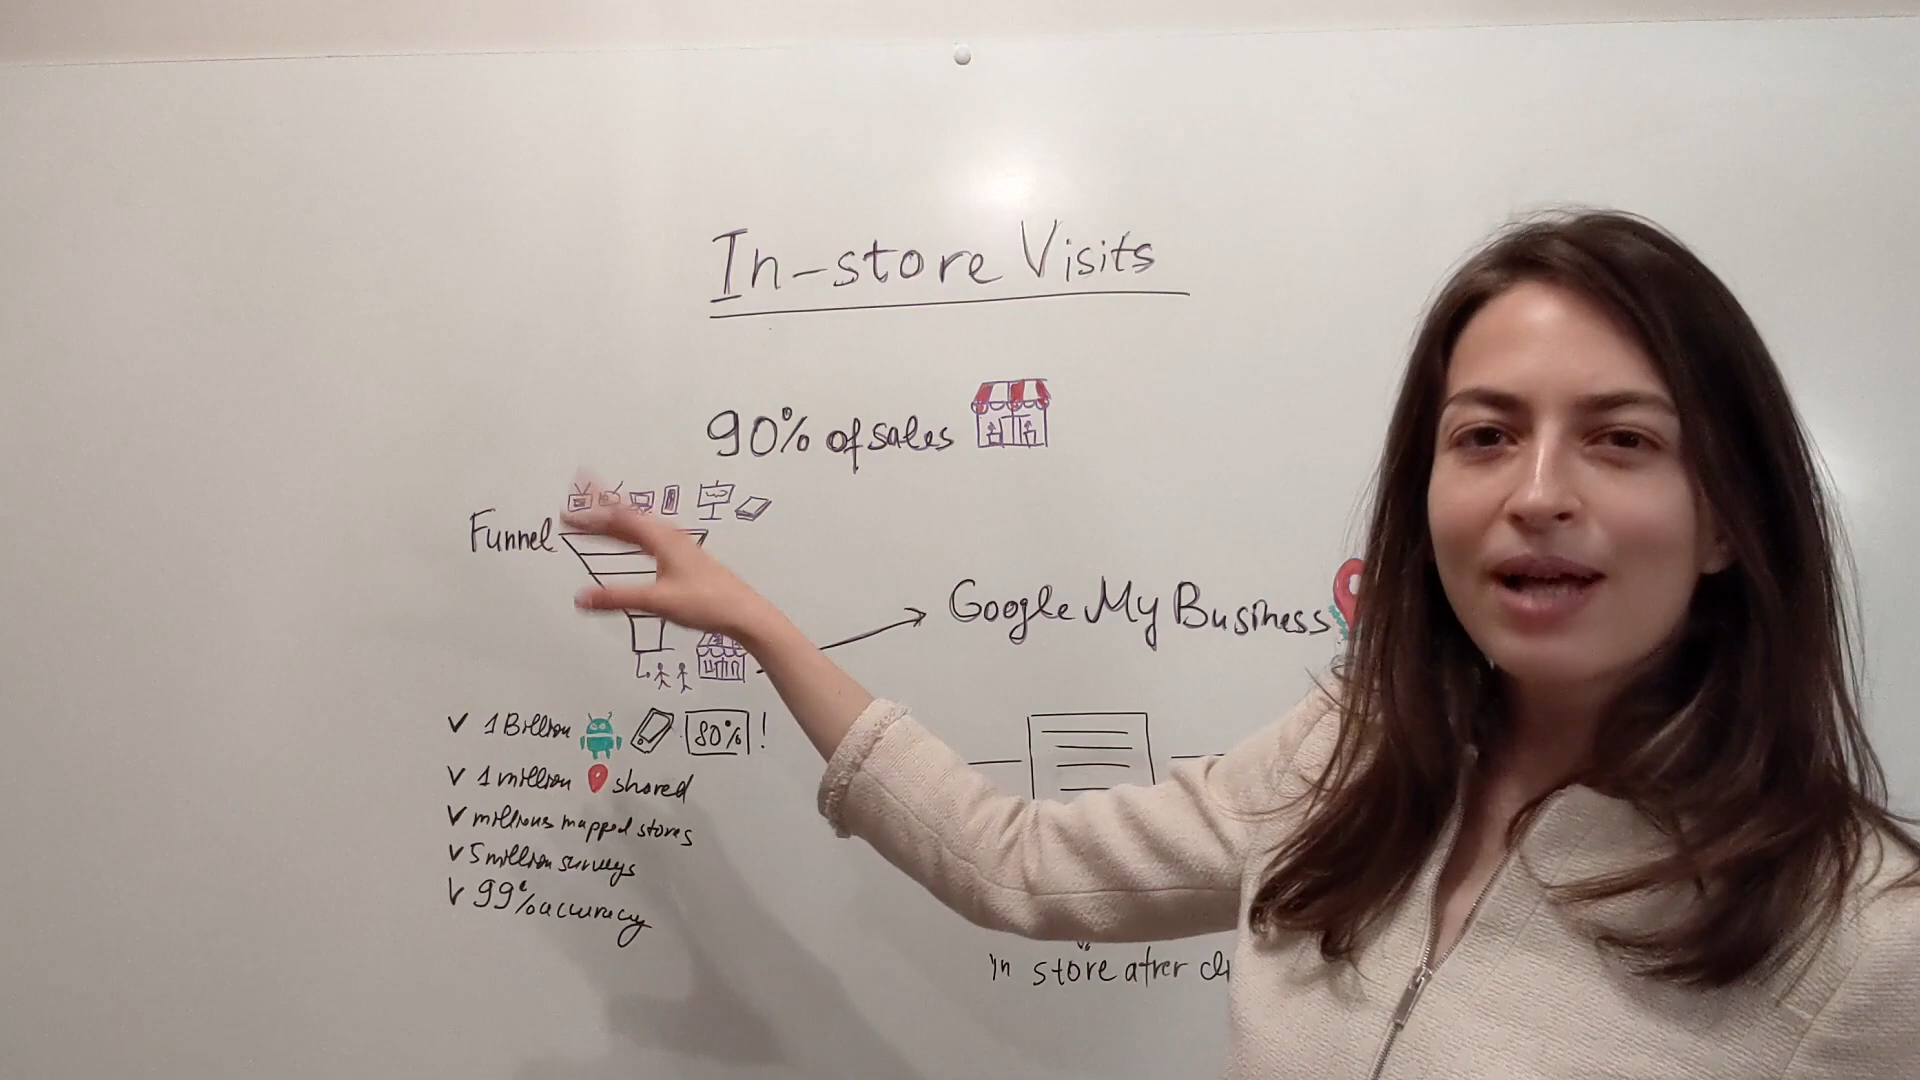 In-store Visits
90% of sales
Funnel
Google My Business
✓ 1 Billion 80% !
✓ 1 million shared
✓ millions mapped stores
✓ 5 million surveys
✓ 99% accuracy
in store after